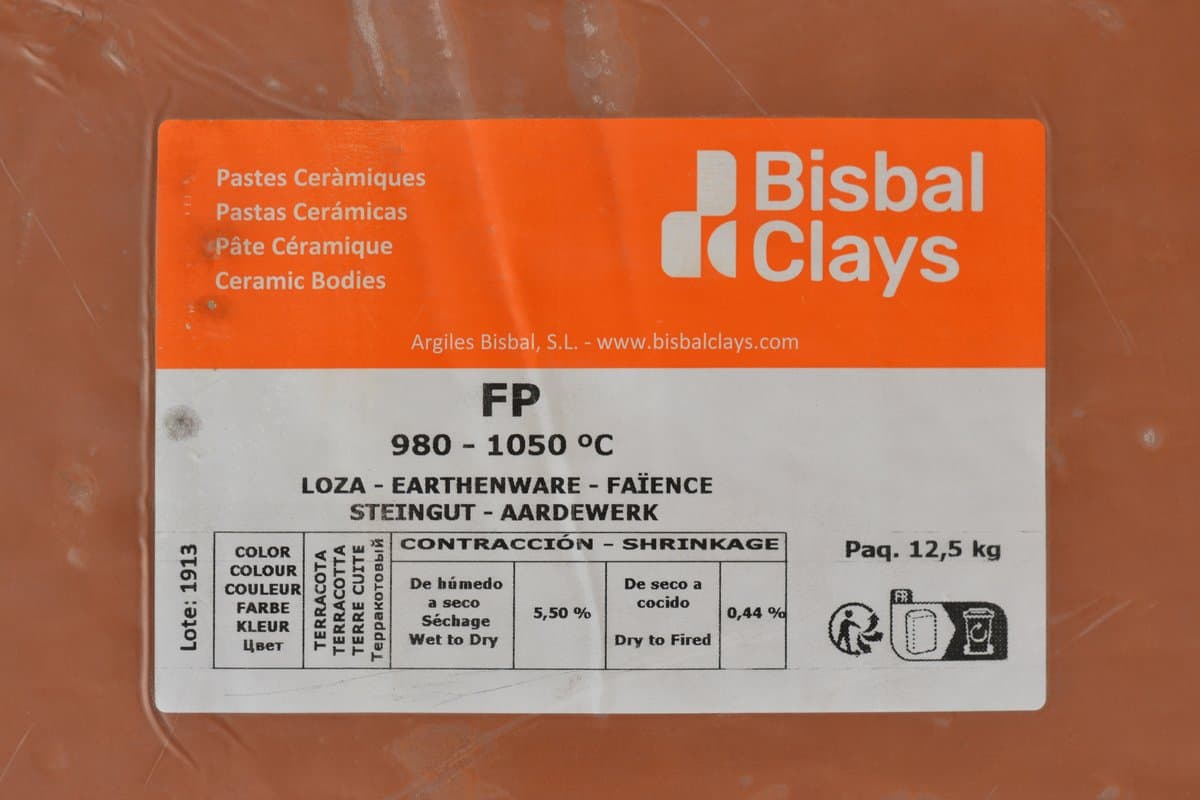 Pastes Ceràmiques
Pastas Cerámicas
Pâte Céramique
Ceramic Bodies
Bisbal
Clays
Argiles Bisbal, S.L. - www.bisbalclays.com
FP
980 - 1050 ºC
LOZA - EARTHENWARE - FAÏENCE
STEINGUT - AARDEWERK
Lote: 1913
COLOR
COLOUR
COULEUR
FARBE
KLEUR
Цвет
TERRACOTA
TERRACOTTA
TERRE CUITE
Терракотовый
CONTRACCIÓN - SHRINKAGE
De húmedo
a seco
Séchage
Wet to Dry
5,50 %
De seco a
cocido
Dry to Fired
0,44 %
Paq. 12,5 kg
FR